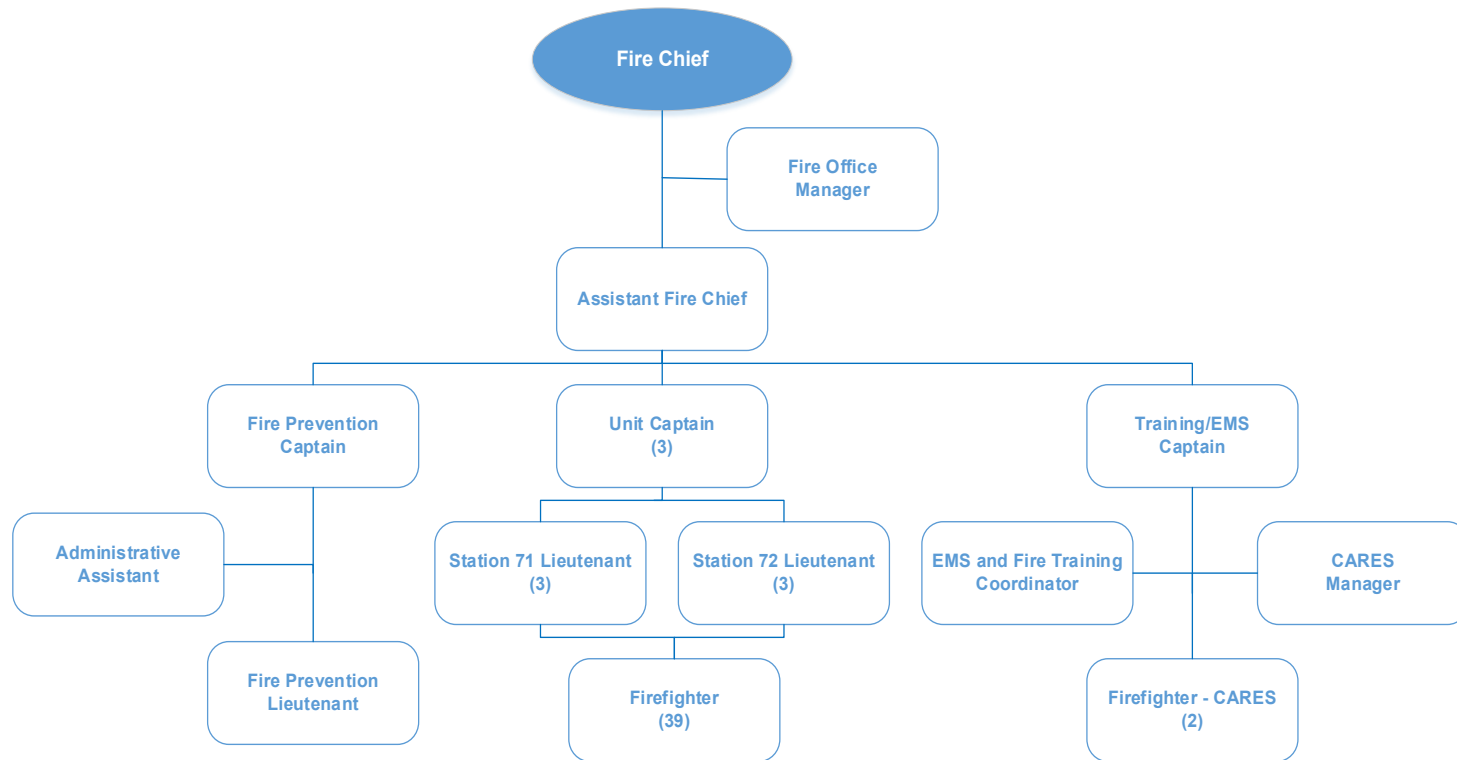 Fire Chief
Fire Office
Manager
Assistant Fire Chief
Fire Prevention
Captain
Unit Captain
(3)
Training/EMS
Captain
Administrative
Assistant
Station 71 Lieutenant
(3)
Station 72 Lieutenant
(3)
EMS and Fire Training
Coordinator
CARES
Manager
Fire Prevention
Lieutenant
Firefighter
(39)
Firefighter - CARES
(2)